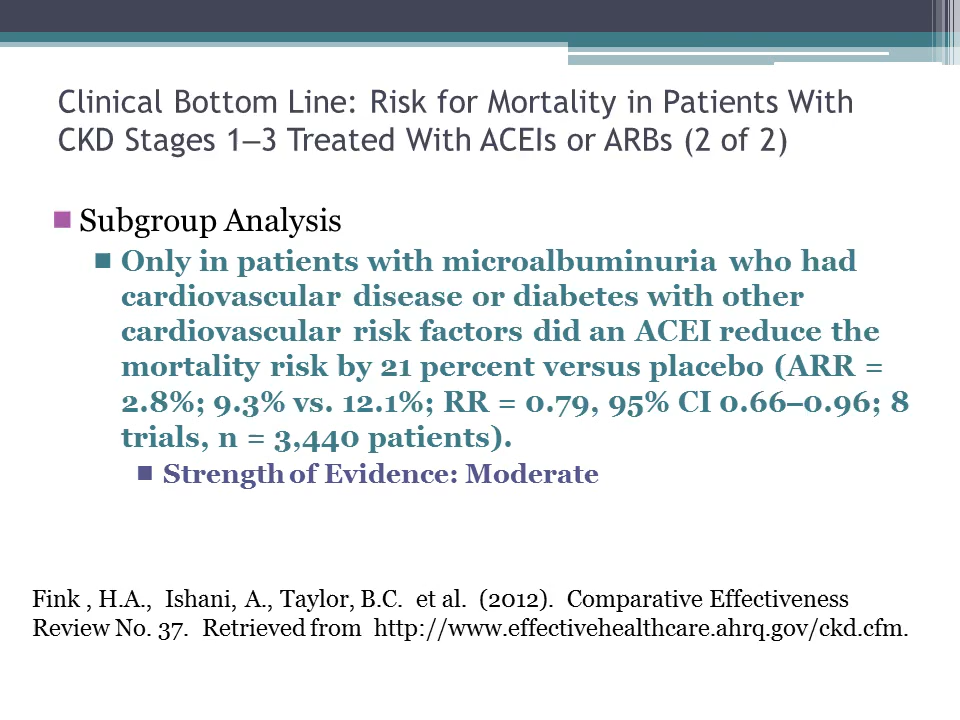 Clinical Bottom Line: Risk for Mortality in Patients With
CKD Stages 1–3 Treated With ACEIs or ARBs (2 of 2)
Subgroup Analysis
Only in patients with microalbuminuria who had
cardiovascular disease or diabetes with other
cardiovascular risk factors did an ACEI reduce the
mortality risk by 21 percent versus placebo (ARR =
2.8%; 9.3% vs. 12.1%; RR = 0.79, 95% CI 0.66–0.96; 8
trials, n = 3,440 patients).
Strength of Evidence: Moderate
Fink , H.A., Ishani, A., Taylor, B.C. et al. (2012). Comparative Effectiveness
Review No. 37. Retrieved from http://www.effectivehealthcare.ahrq.gov/ckd.cfm.